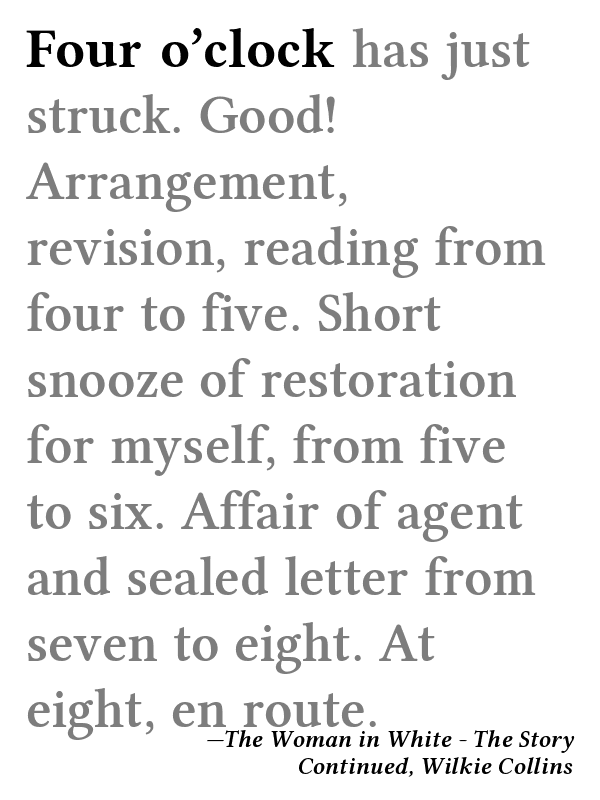 Four o’clock has just
struck. Good!
Arrangement,
revision, reading from
four to five. Short
snooze of restoration
for myself, from five
to six. Affair of agent
and sealed letter from
seven to eight. At
eight, en route.
—The Woman in White - The Story
Continued, Wilkie Collins